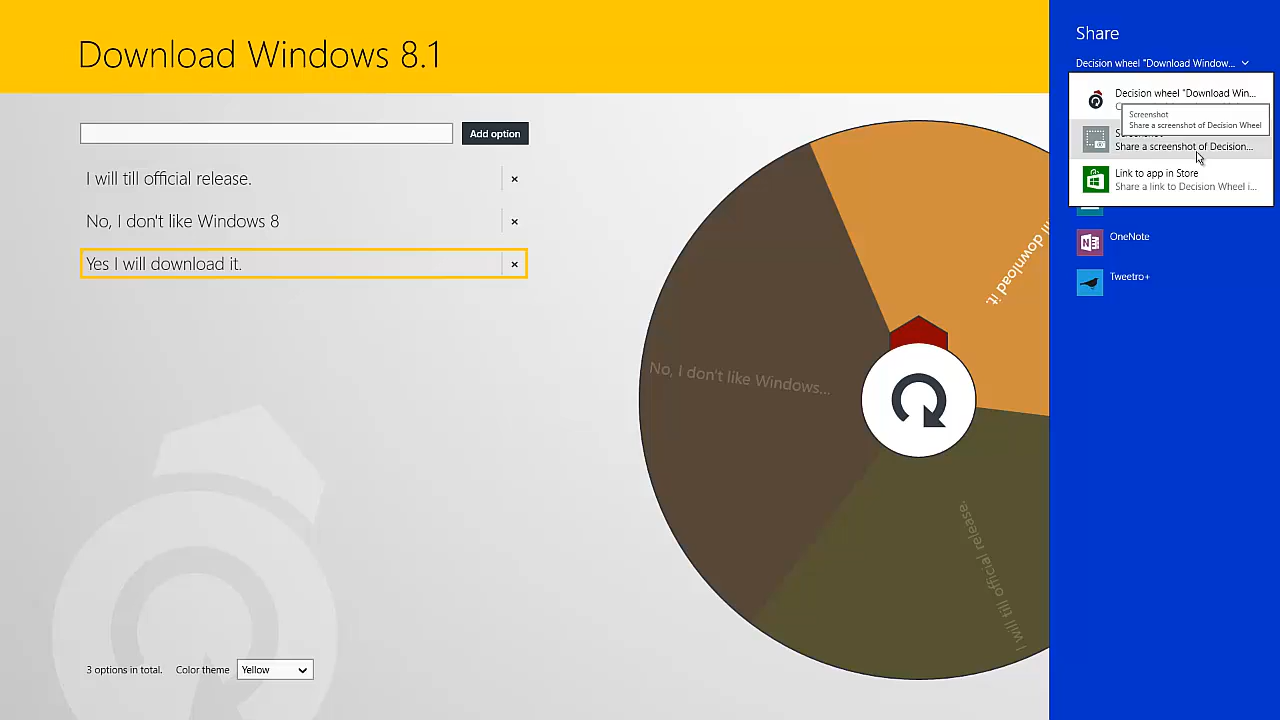 Download Windows 8.1
Add option
I will till official release.
No, I don't like Windows 8
Yes I will download it.
3 options in total.
Color theme
Yellow
ll download it.
No, I don't like Windows...
I will till official release.
Share
Decision wheel "Download Window...
Decision wheel "Download Win...
Screenshot
Share a screenshot of Decision Wheel
Share a screenshot of Decision...
Link to app in Store
Share a link to Decision Wheel i...
OneNote
Tweetro+